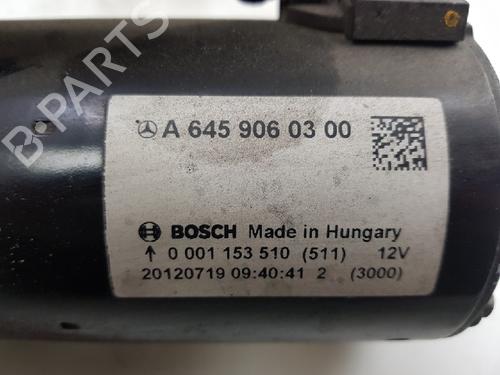 A 645 906 03 00
BOSCH Made in Hungary
↑ 0 001 153 510 (511) 12V
20120719 09:40:41 2 (3000)
B-PARTS